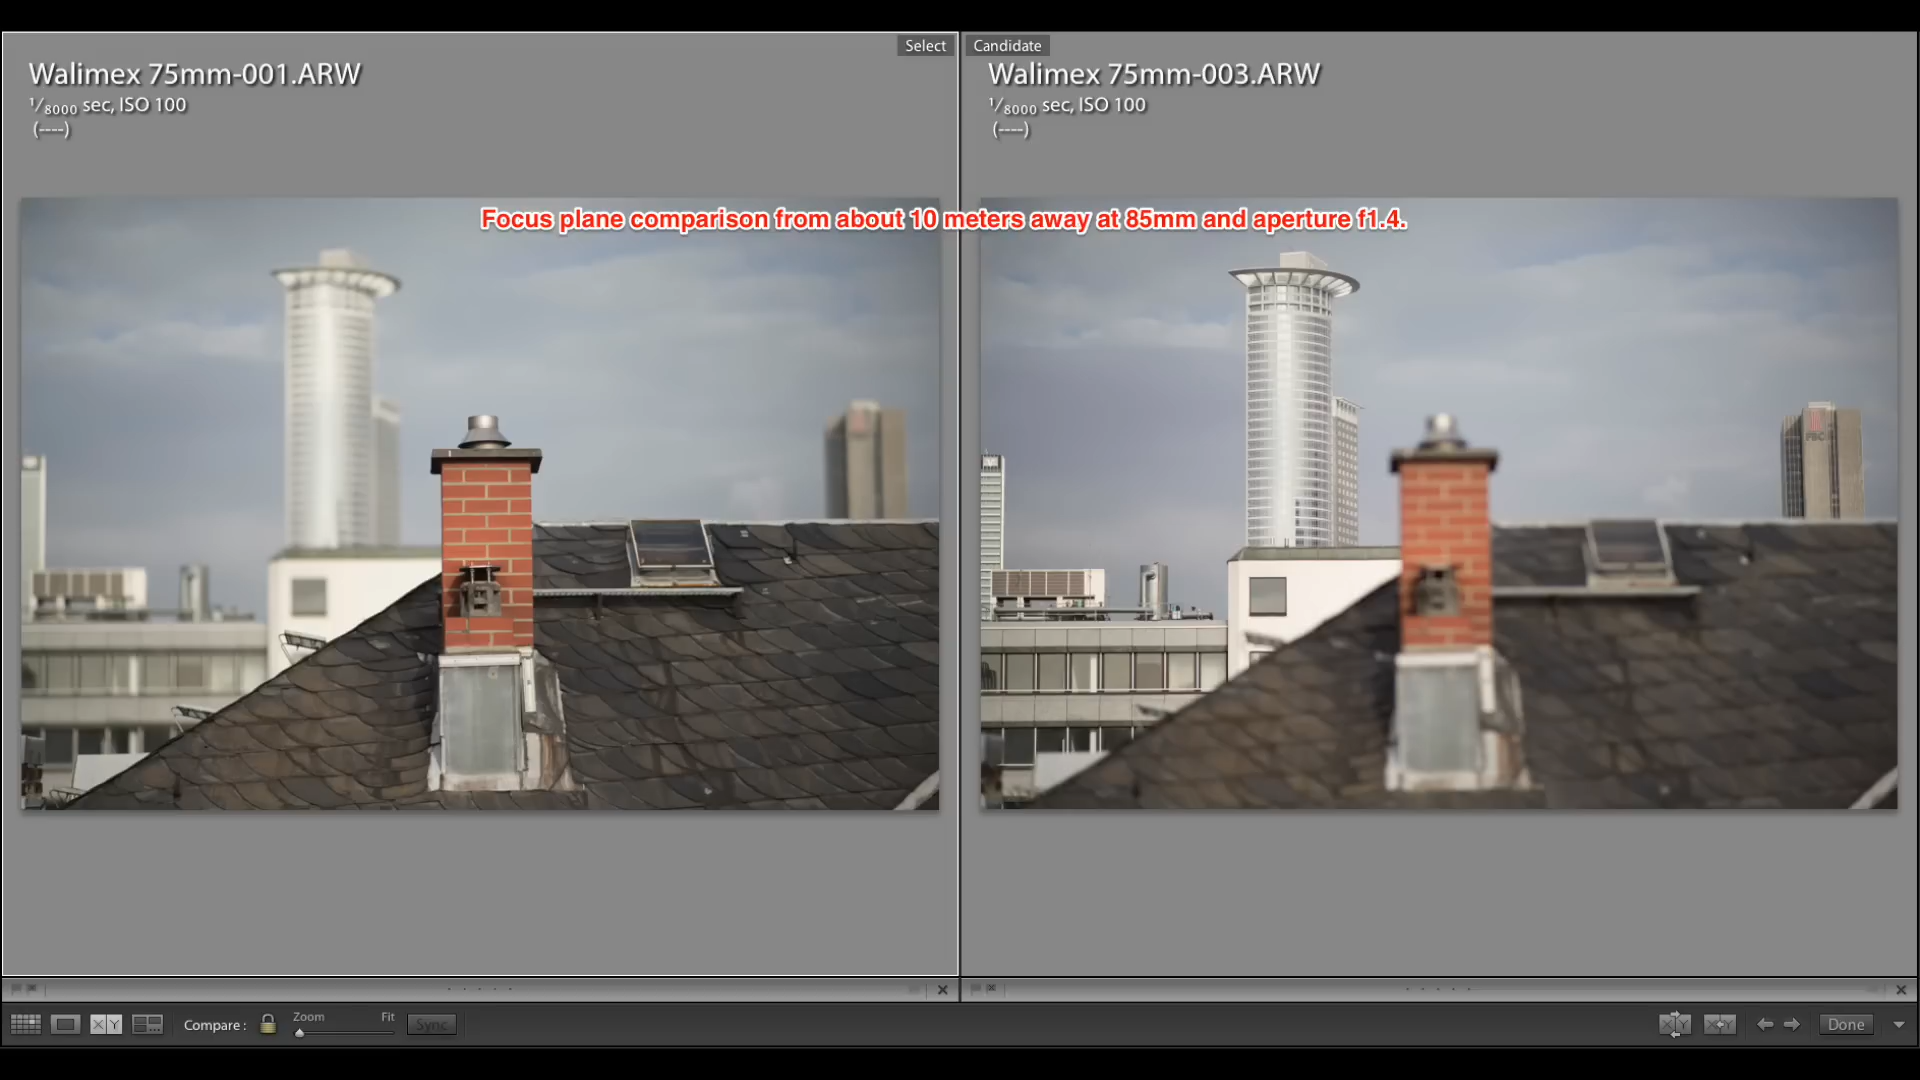 Select
Candidate
Walimex 75mm-001.ARW
Walimex 75mm-003.ARW
1/8000 sec, ISO 100
1/8000 sec, ISO 100
(----)
(----)
Focus plane comparison from about 10 meters away at 85mm and aperture f1.4.
X Y
Compare :
Zoom
Fit
Sync
Done